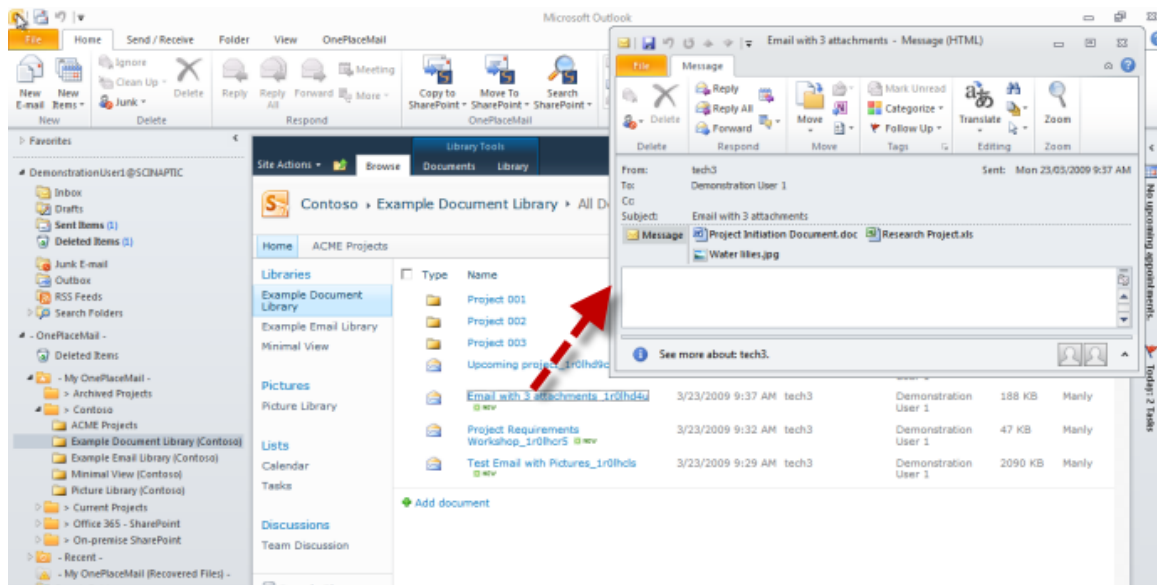 Microsoft Outlook
File Home Send / Receive Folder View OnePlaceMail
New E-mail
New Items
Ignore
Clean Up
Junk
Delete
Reply
Reply All
Forward
Meeting
More
Copy to SharePoint
Move To SharePoint
Search SharePoint
New Delete Respond OnePlaceMail
Favorites
DemonstrationUser1@SCINAPTIC
Inbox
Drafts
Sent Items (1)
Deleted Items (1)
Junk E-mail
Outbox
RSS Feeds
Search Folders
- OnePlaceMail -
Deleted Items
- My OnePlaceMail -
> Archived Projects
> Contoso
ACME Projects
Example Document Library (Contoso)
Example Email Library (Contoso)
Minimal View (Contoso)
Picture Library (Contoso)
> Current Projects
> Office 365 - SharePoint
> On-premise SharePoint
- Recent -
- My OnePlaceMail (Recovered Files) -
Library Tools
Site Actions Browse Documents Library
Contoso › Example Document Library › All D
Home ACME Projects
Libraries
Example Document
Library
Example Email Library
Minimal View
Pictures
Picture Library
Lists
Calendar
Tasks
Discussions
Team Discussion
Type Name
Project 001
Project 002
Project 003
Upcoming project_1r0lhd9c
User 1
Email with 3 attachments_1r0lhd4u 3/23/2009 9:37 AM tech3 Demonstration User 1 188 KB Manly
NEW
Project Requirements Workshop_1r0lhcr5 NEW 3/23/2009 9:32 AM tech3 Demonstration User 1 47 KB Manly
Test Email with Pictures_1r0lhcls 3/23/2009 9:29 AM tech3 Demonstration User 1 2090 KB Manly
NEW
Add document
Email with 3 attachments - Message (HTML)
File Message
Delete
Reply
Reply All
Forward
Move
Mark Unread
Categorize
Follow Up
Translate
Zoom
Delete Respond Move Tags Editing Zoom
From: tech3 Sent: Mon 23/03/2009 9:37 AM
To: Demonstration User 1
Cc
Subject: Email with 3 attachments
Message Project Initiation Document.doc Research Project.xls
Water lilies.jpg
See more about: tech3.
No upcoming appointments.
Today: 2 Tasks